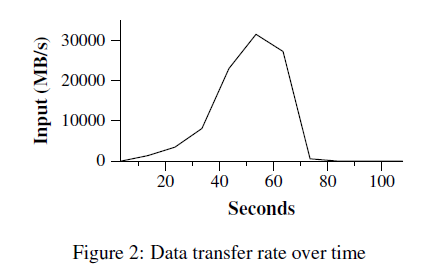 Input (MB/s)
30000
20000
10000
0
20 40 60 80 100
Seconds
Figure 2: Data transfer rate over time